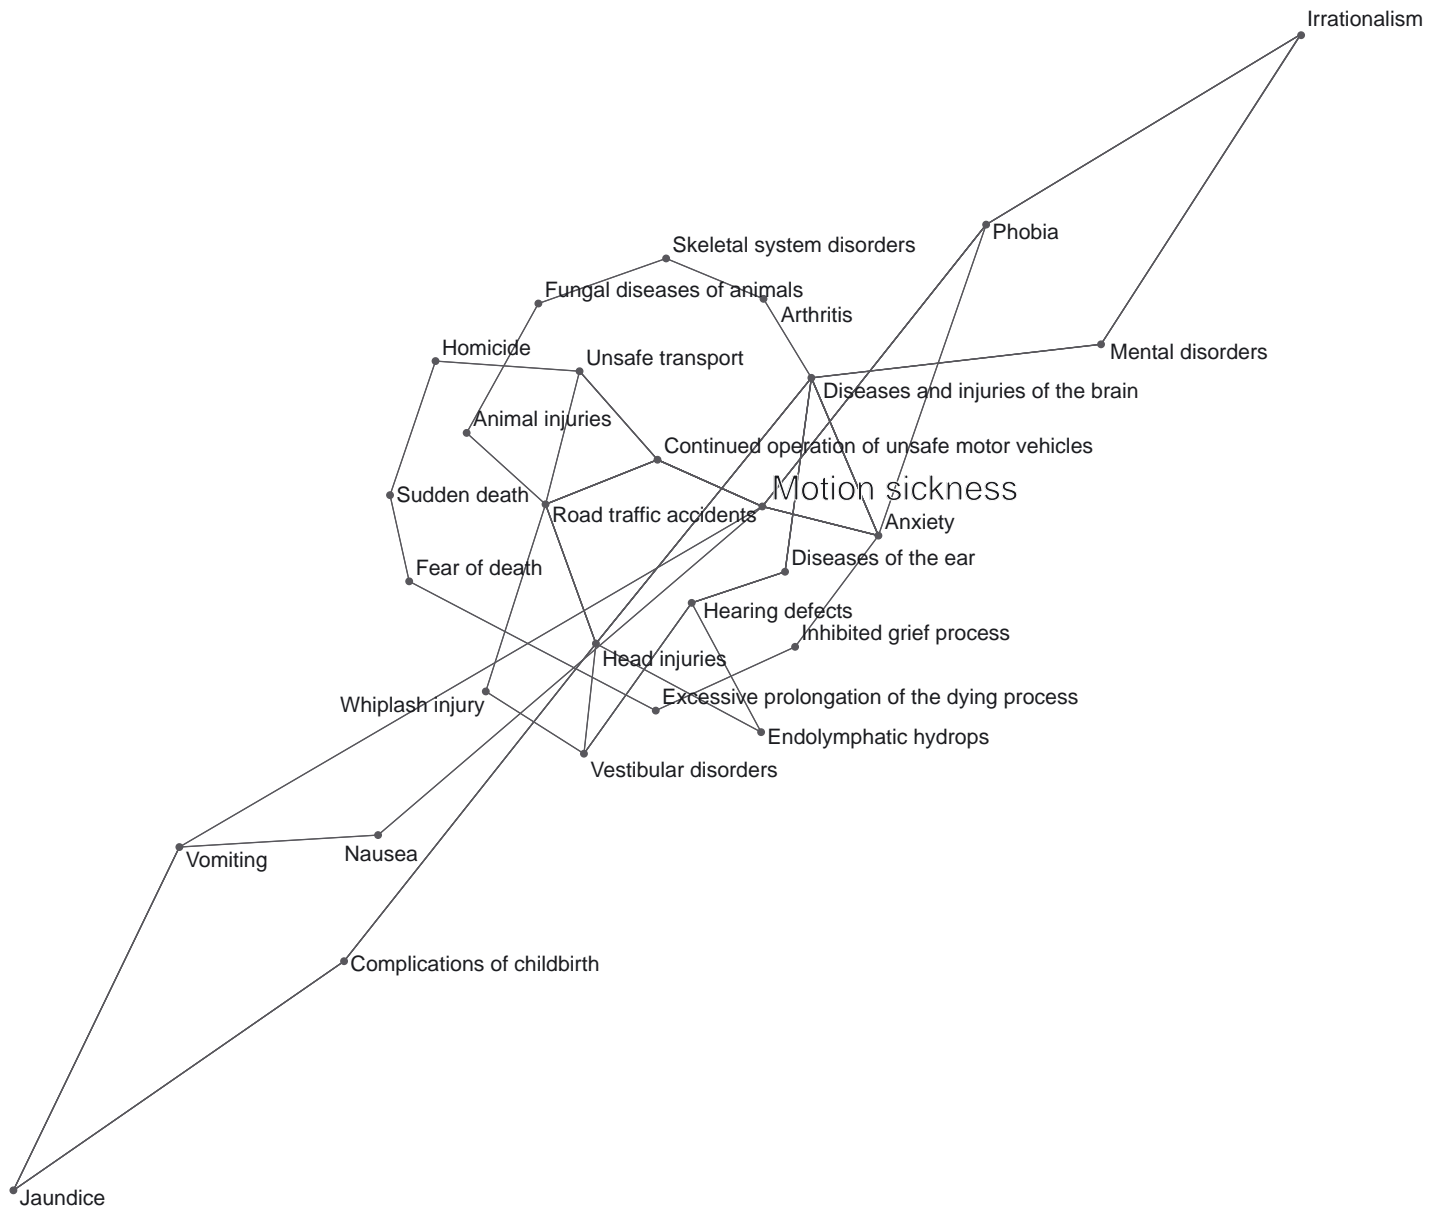 Irrationalism
Phobia
Skeletal system disorders
Fungal diseases of animals
Arthritis
Homicide
Unsafe transport
Mental disorders
Diseases and injuries of the brain
Animal injuries
Continued operation of unsafe motor vehicles
Motion sickness
Sudden death
Road traffic accidents
Anxiety
Diseases of the ear
Fear of death
Hearing defects
Inhibited grief process
Head injuries
Excessive prolongation of the dying process
Whiplash injury
Endolymphatic hydrops
Vestibular disorders
Nausea
Vomiting
Complications of childbirth
Jaundice